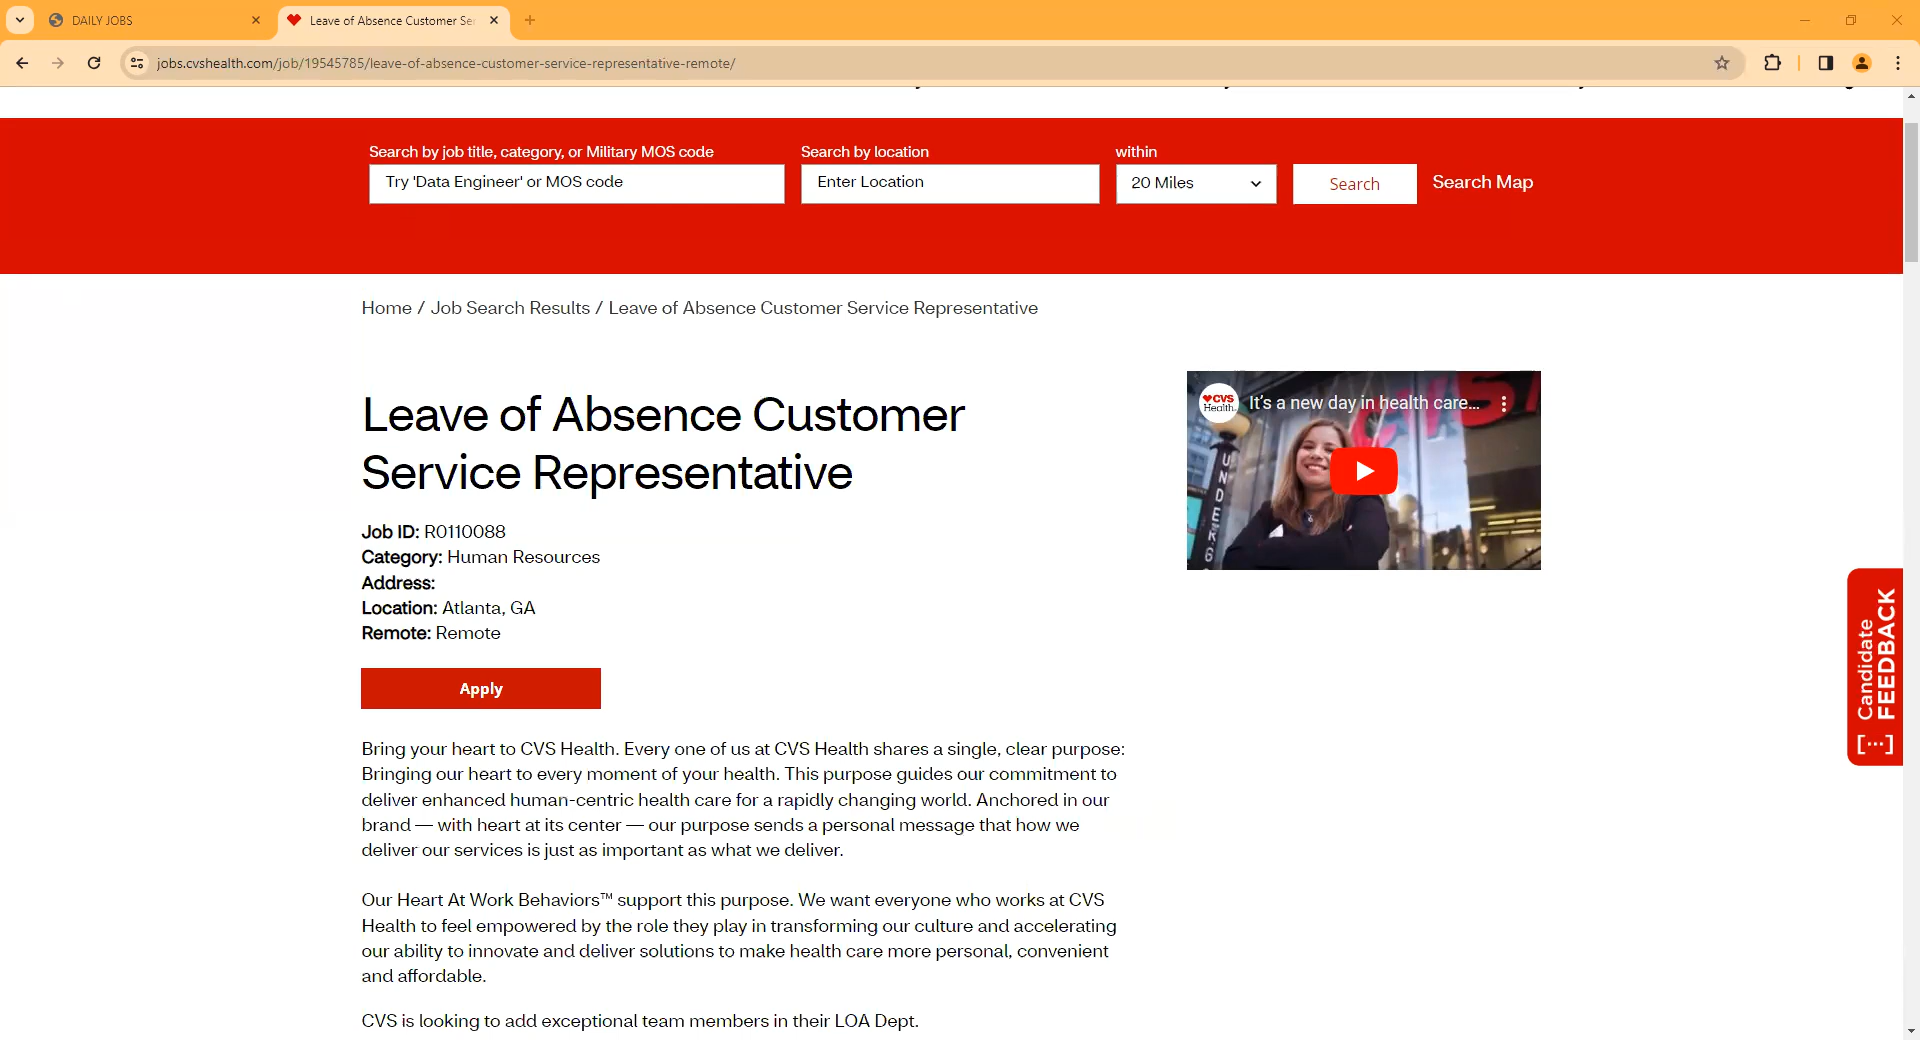 DAILY JOBS
Leave of Absence Customer Se
jobs.cvshealth.com/job/19545785/leave-of-absence-customer-service-representative-remote/
Search by job title, category, or Military MOS code
Search by location
within
Try 'Data Engineer' or MOS code
Enter Location
20 Miles
Search
Search Map
Home / Job Search Results / Leave of Absence Customer Service Representative
Leave of Absence Customer
Service Representative
CVS
Health
It's a new day in health care...
UNDERG
Job ID: R0110088
Category: Human Resources
Address:
Location: Atlanta, GA
Remote: Remote
Apply
Candidate
FEEDBACK
[···]
Bring your heart to CVS Health. Every one of us at CVS Health shares a single, clear purpose:
Bringing our heart to every moment of your health. This purpose guides our commitment to
deliver enhanced human-centric health care for a rapidly changing world. Anchored in our
brand — with heart at its center — our purpose sends a personal message that how we
deliver our services is just as important as what we deliver.
Our Heart At Work Behaviors™ support this purpose. We want everyone who works at CVS
Health to feel empowered by the role they play in transforming our culture and accelerating
our ability to innovate and deliver solutions to make health care more personal, convenient
and affordable.
CVS is looking to add exceptional team members in their LOA Dept.